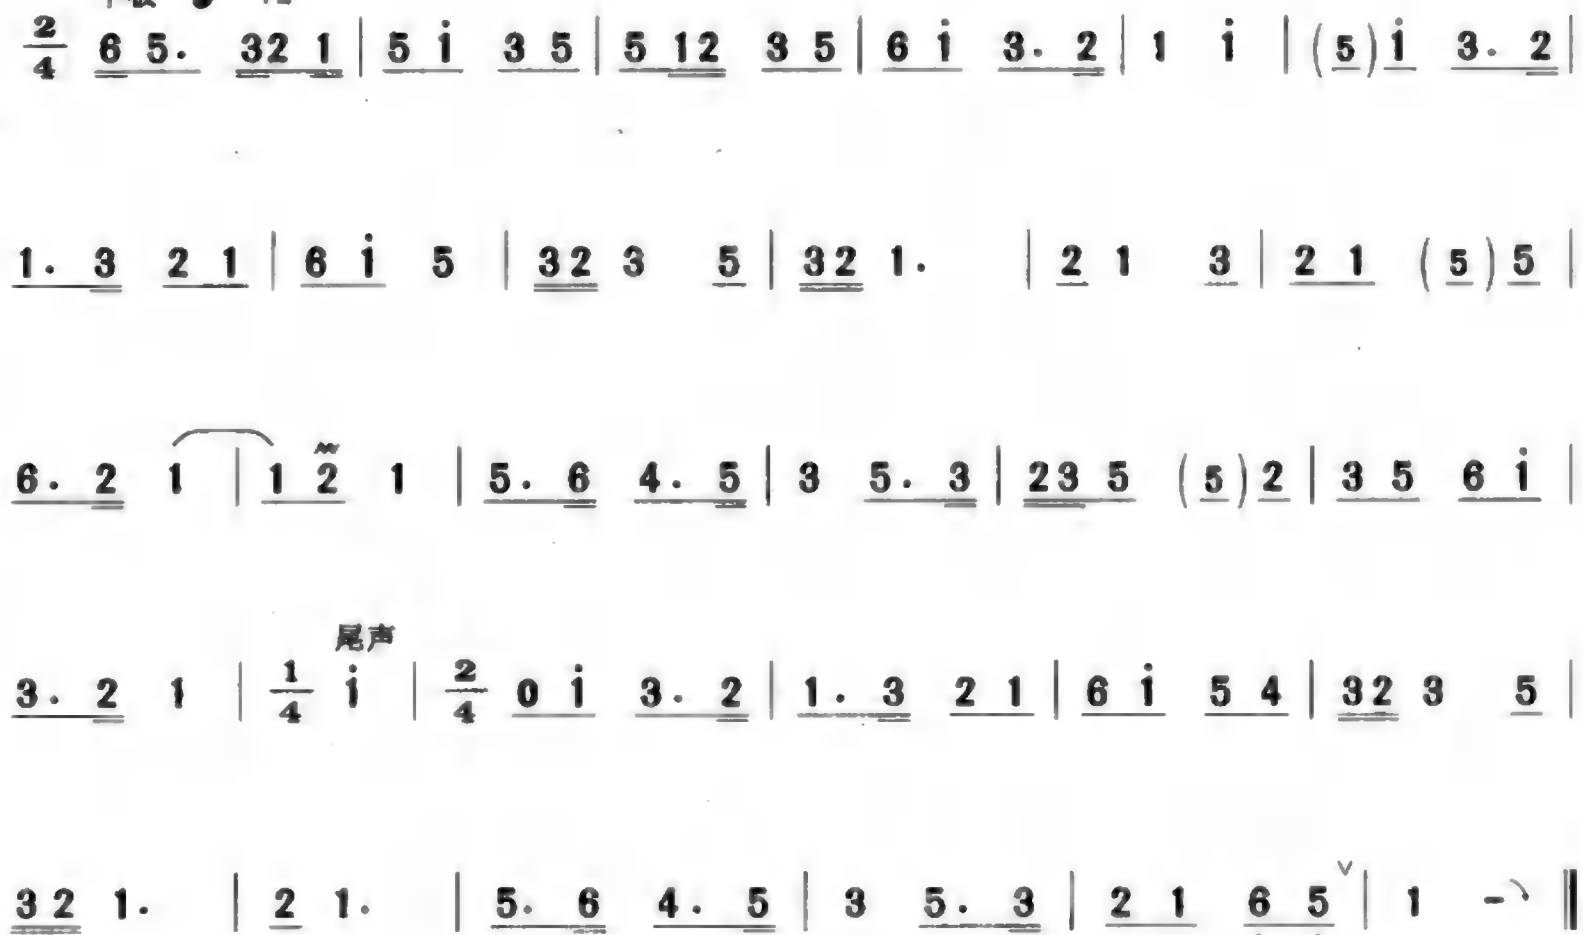 2/4 6 5. 32 1 | 5 i̇ 3 5 | 5 12 3 5 | 6 i̇ 3. 2 | 1 i̇ | (5) i̇ 3. 2 |
1. 3 2 1 | 6 i̇ 5 | 32 3 5 | 32 1. | 2 1 3 | 2 1 (5) 5 |
6. 2 1 | 1 2 1 | 5. 6 4. 5 | 3 5. 3 | 23 5 (5) 2 | 3 5 6 i̇ |
尾声
3. 2 1 | 1/4 i̇ | 2/4 0 i̇ 3. 2 | 1. 3 2 1 | 6 i̇ 5 4 | 32 3 5 |
32 1. | 2 1. | 5. 6 4. 5 | 3 5. 3 | 2 1 6 5 ∨ | 1 - ‖